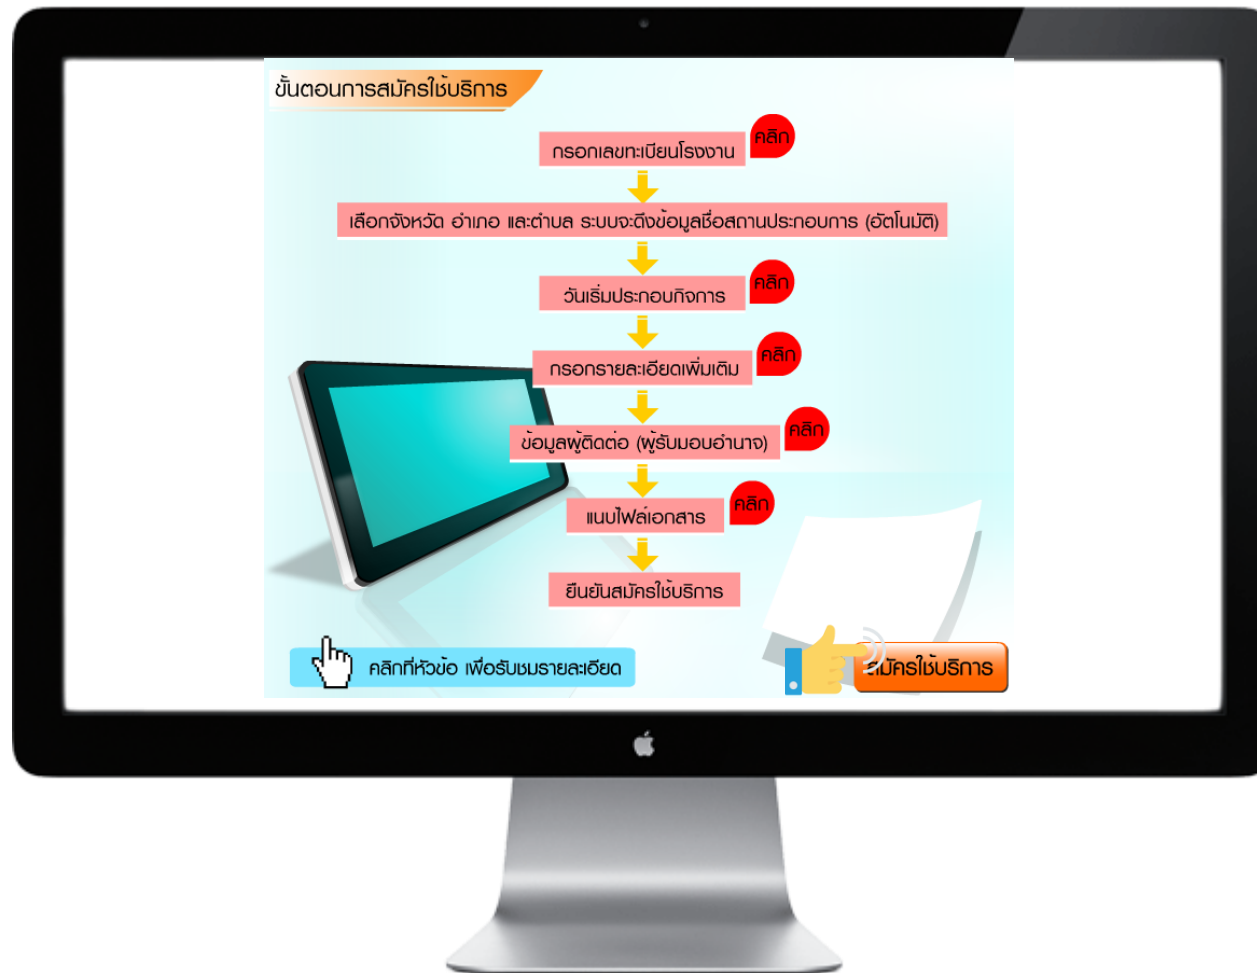 ขั้นตอนการสมัครใช้บริการ
กรอกเลขทะเบียนโรงงาน
คลิก
เลือกจังหวัด อำเภอ และตำบล ระบบจะดึงข้อมูลชื่อสถานประกอบการ (อัตโนมัติ)
วันเริ่มประกอบกิจการ
คลิก
กรอกรายละเอียดเพิ่มเติม
คลิก
ข้อมูลผู้ติดต่อ (ผู้รับมอบอำนาจ)
คลิก
แนบไฟล์เอกสาร
คลิก
ยืนยันสมัครใช้บริการ
คลิกที่หัวข้อ เพื่อรับชมรายละเอียด
สมัครใช้บริการ